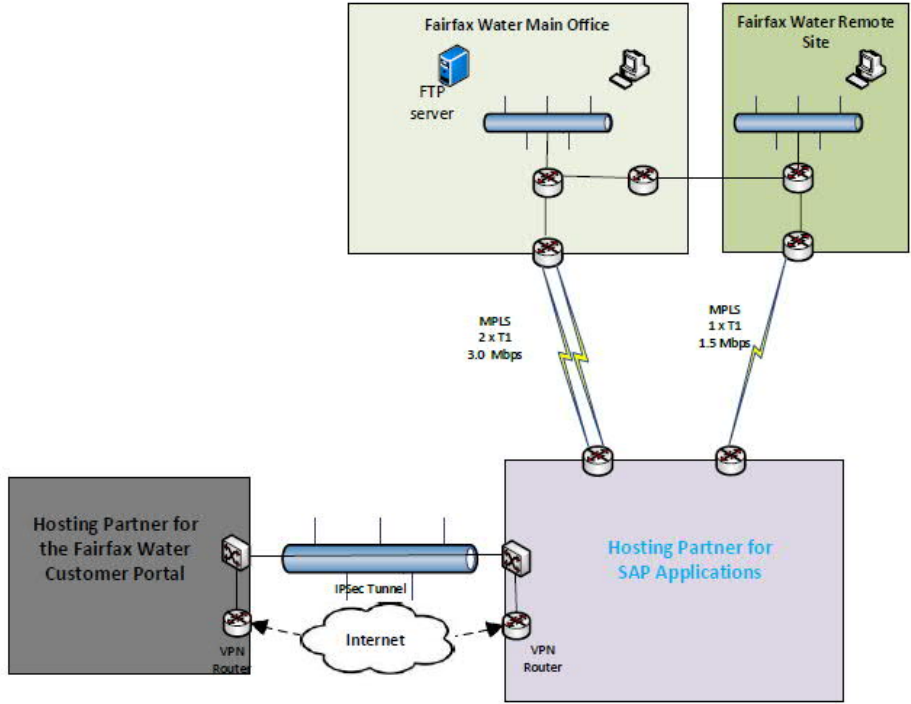 Fairfax Water Main Office
Fairfax Water Remote
Site
FTP
server
MPLS
2 x T1
3.0 Mbps
MPLS
1 x T1
1.5 Mbps
Hosting Partner for
the Fairfax Water
Customer Portal
IPSec Tunnel
Hosting Partner for
SAP Applications
Internet
VPN
Router
VPN
Router